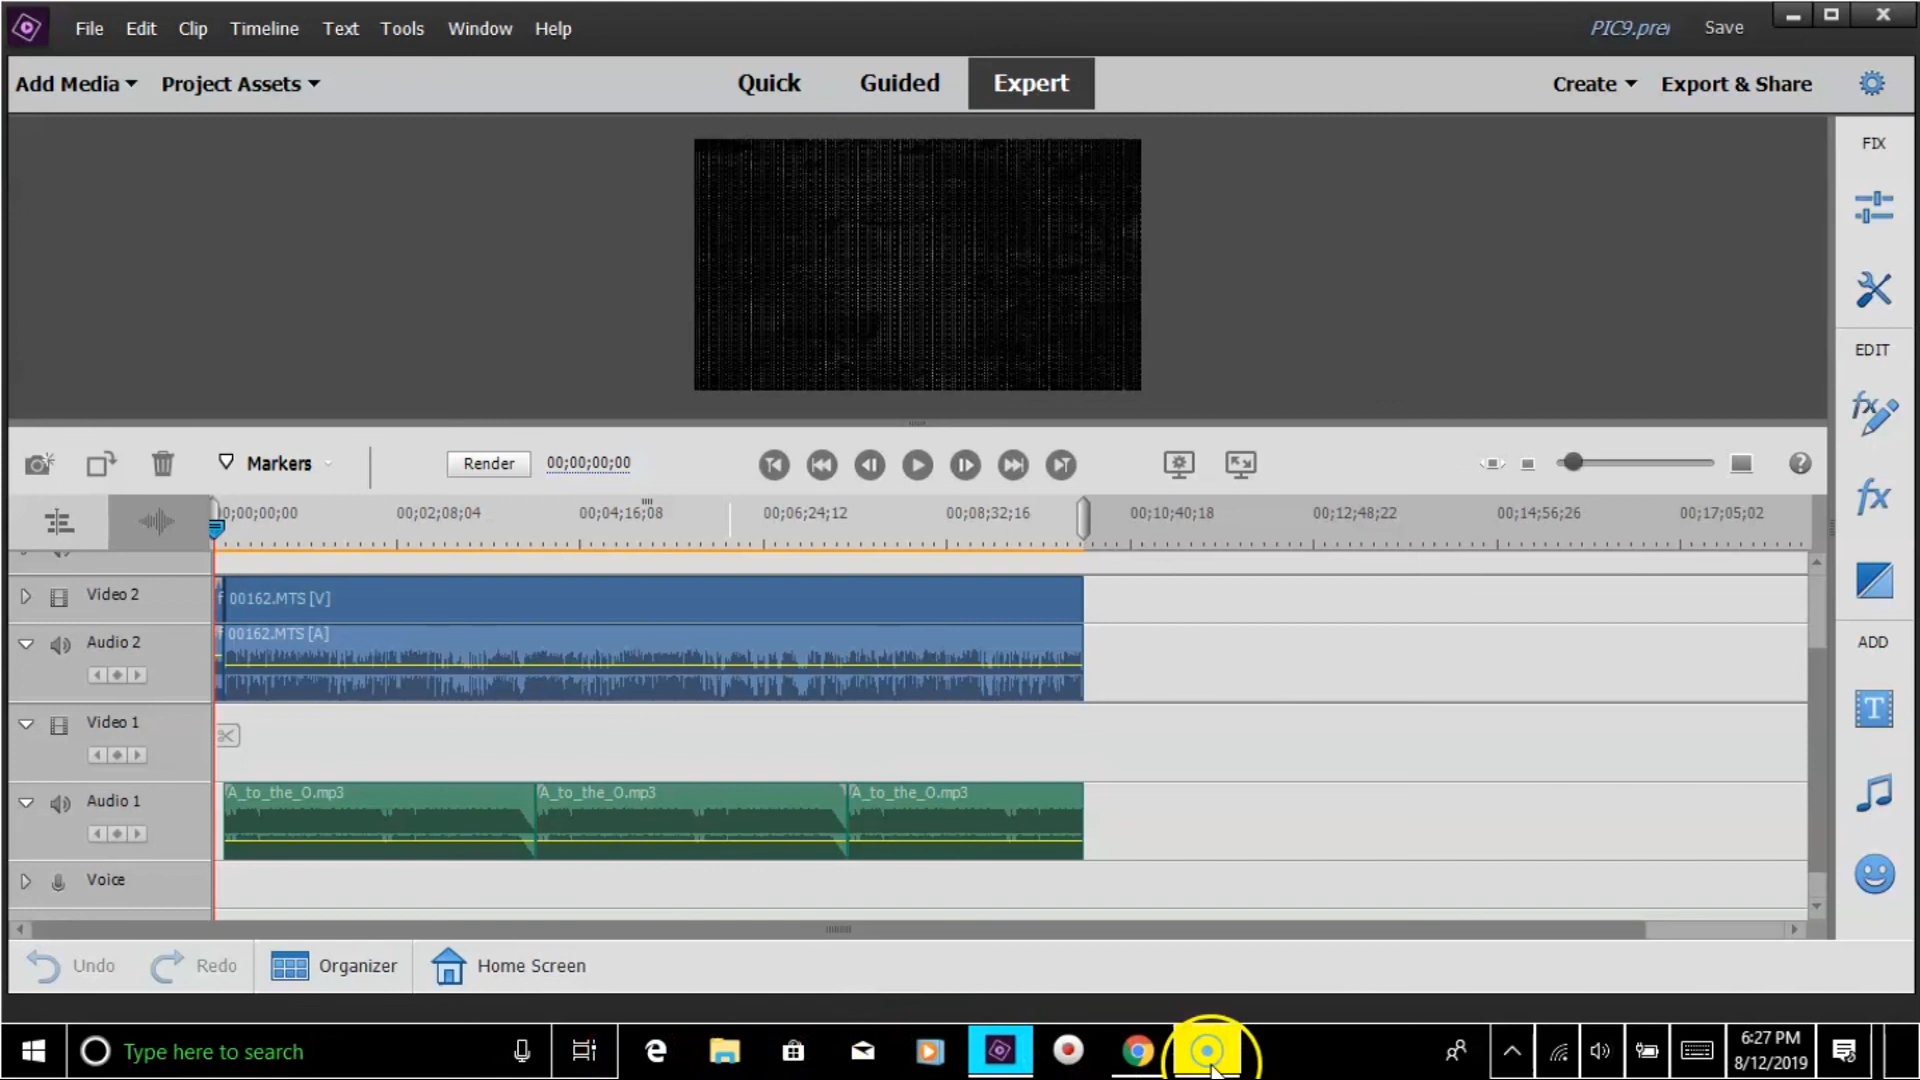 File Edit Clip Timeline Text Tools Window Help
PIC9.prel Save
Add Media Project Assets
Quick Guided Expert
Create Export & Share
FIX
EDIT
ADD
Markers
Render 00;00;00;00
0;00;00;00 00;02;08;04 00;04;16;08 00;06;24;12 00;08;32;16 00;10;40;18 00;12;48;22 00;14;56;26 00;17;05;02
Video 2
f 00162.MTS [V]
Audio 2
f 00162.MTS [A]
Video 1
Audio 1
A_to_the_O.mp3 A_to_the_O.mp3 A_to_the_O.mp3
Voice
Undo Redo Organizer Home Screen
Type here to search
6:27 PM
8/12/2019